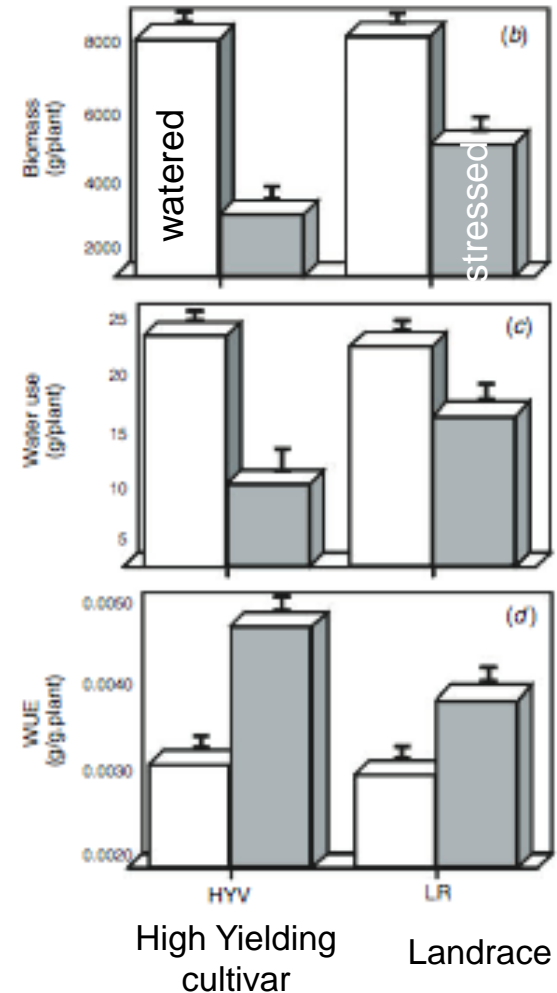 (b)
8000
6000
4000
2000
Biomass
(g/plant)
watered
stressed
(c)
25
20
15
10
5
Water use
(g/plant)
(d)
0.0050
0.0040
0.0030
0.0020
WUE
(g/g.plant)
HYV
LR
High Yielding
cultivar
Landrace